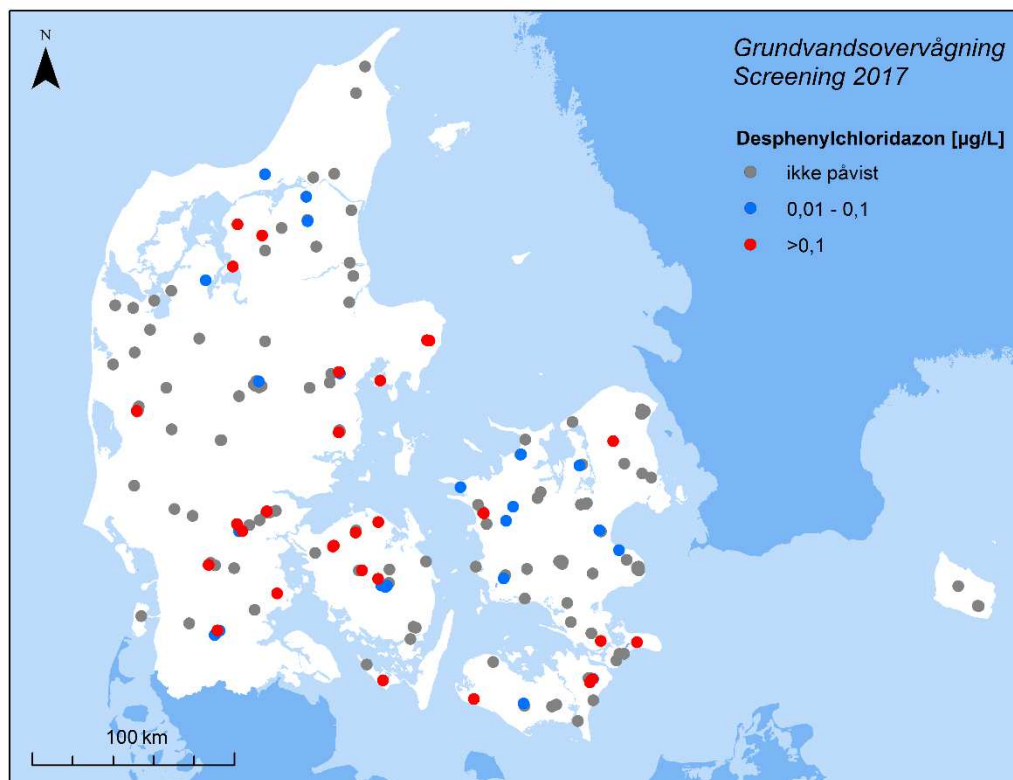 N
Grundvandsovervågning
Screening 2017
Desphenylchloridazon [µg/L]
ikke påvist
0,01 - 0,1
>0,1
100 km